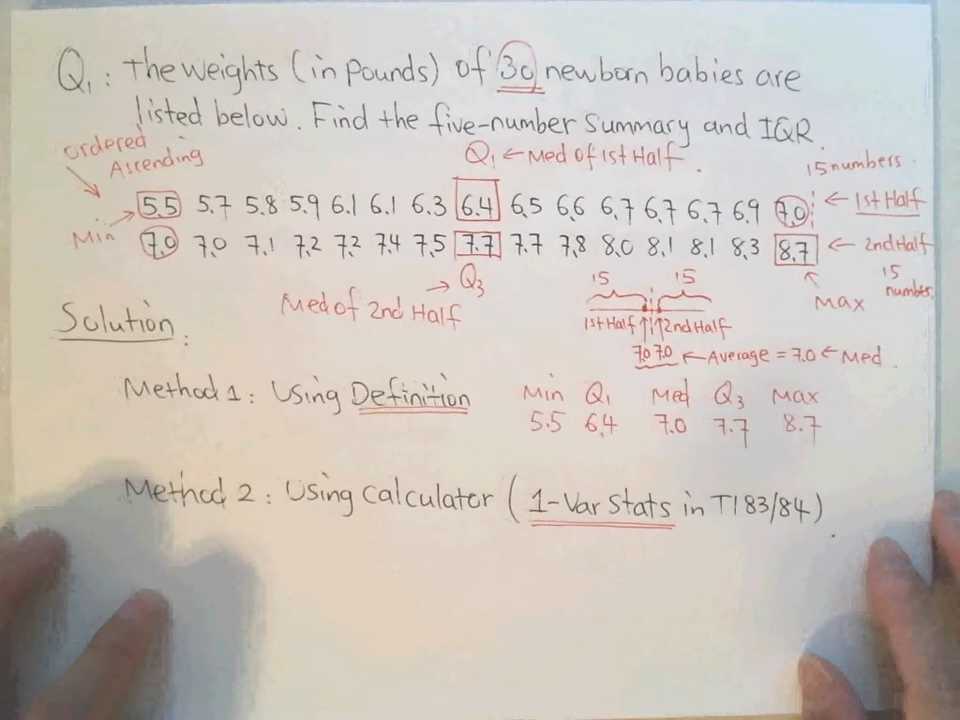 Q1: The weights (in pounds) of 30 newborn babies are
listed below. Find the five-number Summary and IQR.
Ordered
Ascending
Q1 ← Med of 1st Half.
15 numbers
5.5 5.7 5.8 5.9 6.1 6.1 6.3 6.4 6.5 6.6 6.7 6.7 6.7 6.9 7.0 ← 1st Half
Min
7.0 7.0 7.1 7.2 7.2 7.4 7.5 7.7 7.7 7.8 8.0 8.1 8.1 8.3 8.7 ← 2nd Half
15
numbers.
→ Q3
Med of 2nd Half
Max
15 15
1st Half 2nd Half
7.0 7.0 ← Average = 7.0 ← Med.
Solution:
Method 1: Using Definition
Min Q1 Med Q3 Max
5.5 6.4 7.0 7.7 8.7
Method 2: Using Calculator (1-Var Stats in TI 83/84).